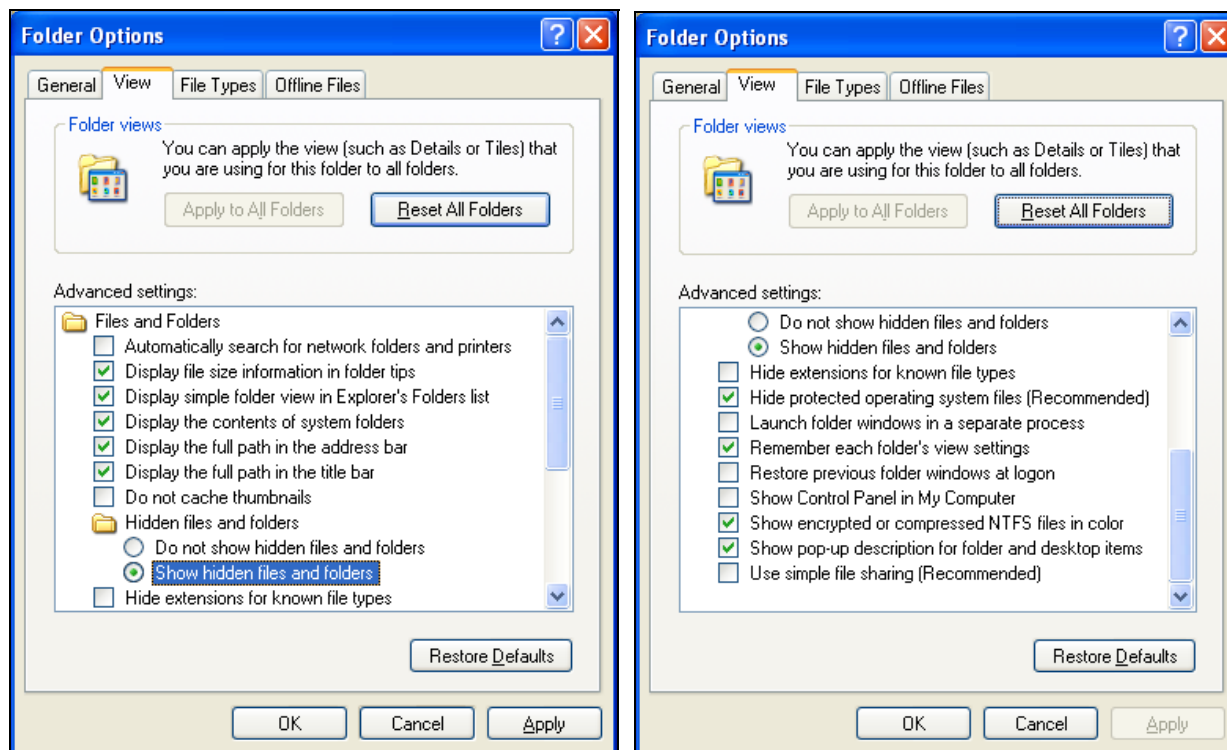 Folder Options
General View File Types Offline Files
Folder views
You can apply the view (such as Details or Tiles) that
you are using for this folder to all folders.
Apply to All Folders Reset All Folders
Advanced settings:
Files and Folders
Automatically search for network folders and printers
Display file size information in folder tips
Display simple folder view in Explorer's Folders list
Display the contents of system folders
Display the full path in the address bar
Display the full path in the title bar
Do not cache thumbnails
Hidden files and folders
Do not show hidden files and folders
Show hidden files and folders
Hide extensions for known file types
Restore Defaults
OK Cancel Apply
Folder Options
General View File Types Offline Files
Folder views
You can apply the view (such as Details or Tiles) that
you are using for this folder to all folders.
Apply to All Folders Reset All Folders
Advanced settings:
Do not show hidden files and folders
Show hidden files and folders
Hide extensions for known file types
Hide protected operating system files (Recommended)
Launch folder windows in a separate process
Remember each folder's view settings
Restore previous folder windows at logon
Show Control Panel in My Computer
Show encrypted or compressed NTFS files in color
Show pop-up description for folder and desktop items
Use simple file sharing (Recommended)
Restore Defaults
OK Cancel Apply